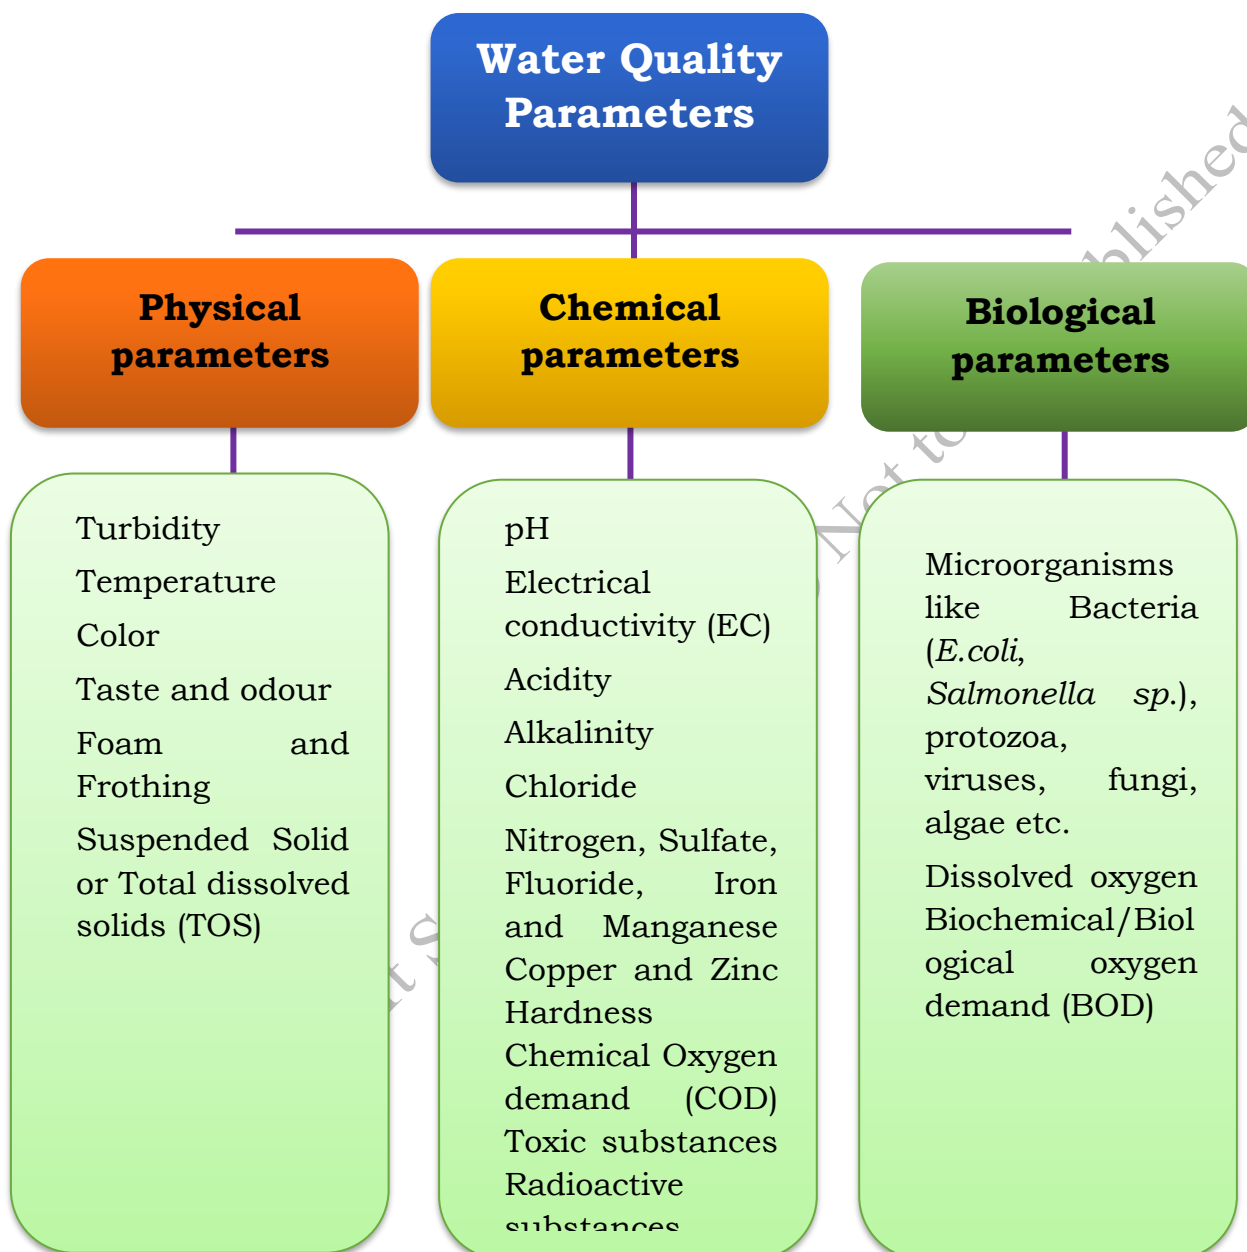 Water Quality
Parameters
Physical
parameters
Chemical
parameters
Biological
parameters
Turbidity
Temperature
Color
Taste and odour
Foam and
Frothing
Suspended Solid
or Total dissolved
solids (TOS)
pH
Electrical
conductivity (EC)
Acidity
Alkalinity
Chloride
Nitrogen, Sulfate,
Fluoride, Iron
and Manganese
Copper and Zinc
Hardness
Chemical Oxygen
demand (COD)
Toxic substances
Radioactive
substances
Microorganisms
like Bacteria
(E.coli,
Salmonella sp.),
protozoa,
viruses, fungi,
algae etc.
Dissolved oxygen
Biochemical/Biol
ogical oxygen
demand (BOD)
Not